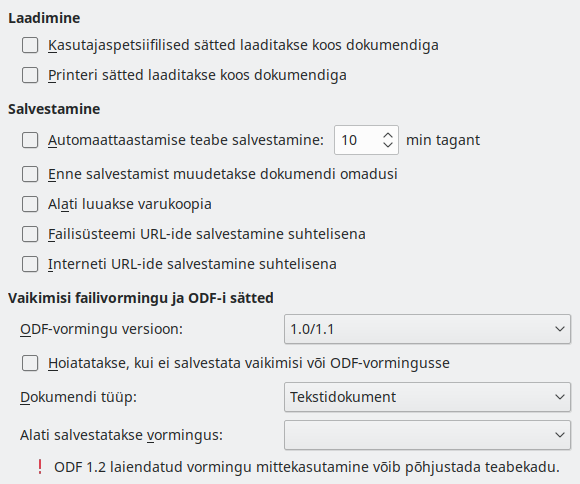 Laadimine
Kasutajaspetsiifilised sätted laaditakse koos dokumendiga
Printeri sätted laaditakse koos dokumendiga
Salvestamine
Automaattaastamise teabe salvestamine: 10 min tagant
Enne salvestamist muudetakse dokumendi omadusi
Alati luuakse varukoopia
Failisüsteemi URL-ide salvestamine suhtelisena
Interneti URL-ide salvestamine suhtelisena
Vaikimisi failivormingu ja ODF-i sätted
ODF-vormingu versioon: 1.0/1.1
Hoiatatakse, kui ei salvestata vaikimisi või ODF-vormingusse
Dokumendi tüüp: Tekstidokument
Alati salvestatakse vormingus:
! ODF 1.2 laiendatud vormingu mittekasutamine võib põhjustada teabekadu.